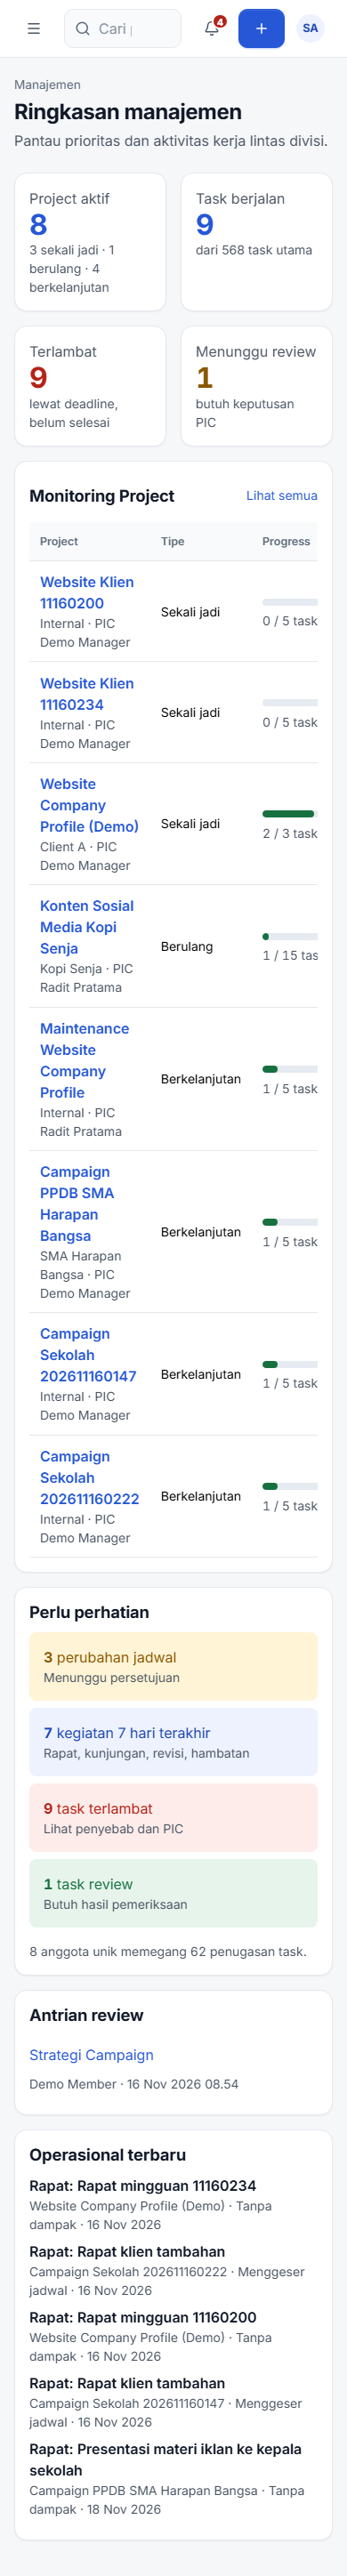 Cari
4
SA
Manajemen
Ringkasan manajemen
Pantau prioritas dan aktivitas kerja lintas divisi.
Project aktif
8
3 sekali jadi · 1
berulang · 4
berkelanjutan
Task berjalan
9
dari 568 task utama
Terlambat
9
lewat deadline,
belum selesai
Menunggu review
1
butuh keputusan
PIC
Monitoring Project
Lihat semua
Project Tipe Progress
Website Klien
11160200
Internal · PIC
Demo Manager
Sekali jadi
0 / 5 task
Website Klien
11160234
Internal · PIC
Demo Manager
Sekali jadi
0 / 5 task
Website
Company
Profile (Demo)
Client A · PIC
Demo Manager
Sekali jadi
2 / 3 task
Konten Sosial
Media Kopi
Senja
Kopi Senja · PIC
Radit Pratama
Berulang
1 / 15 tas
Maintenance
Website
Company
Profile
Internal · PIC
Radit Pratama
Berkelanjutan
1 / 5 task
Campaign
PPDB SMA
Harapan
Bangsa
SMA Harapan
Bangsa · PIC
Demo Manager
Berkelanjutan
1 / 5 task
Campaign
Sekolah
202611160147
Internal · PIC
Demo Manager
Berkelanjutan
1 / 5 task
Campaign
Sekolah
202611160222
Internal · PIC
Demo Manager
Berkelanjutan
1 / 5 task
Perlu perhatian
3 perubahan jadwal
Menunggu persetujuan
7 kegiatan 7 hari terakhir
Rapat, kunjungan, revisi, hambatan
9 task terlambat
Lihat penyebab dan PIC
1 task review
Butuh hasil pemeriksaan
8 anggota unik memegang 62 penugasan task.
Antrian review
Strategi Campaign
Demo Member · 16 Nov 2026 08.54
Operasional terbaru
Rapat: Rapat mingguan 11160234
Website Company Profile (Demo) · Tanpa
dampak · 16 Nov 2026
Rapat: Rapat klien tambahan
Campaign Sekolah 202611160222 · Menggeser
jadwal · 16 Nov 2026
Rapat: Rapat mingguan 11160200
Website Company Profile (Demo) · Tanpa
dampak · 16 Nov 2026
Rapat: Rapat klien tambahan
Campaign Sekolah 202611160147 · Menggeser
jadwal · 16 Nov 2026
Rapat: Presentasi materi iklan ke kepala
sekolah
Campaign PPDB SMA Harapan Bangsa · Tanpa
dampak · 18 Nov 2026